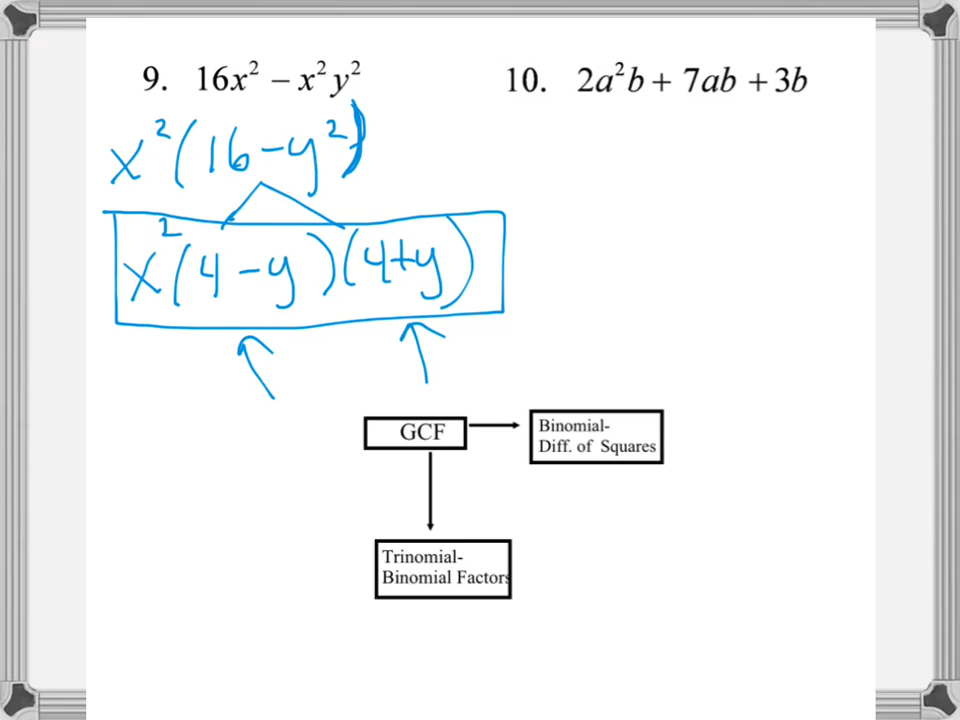 9. 16x² − x²y²
10. 2a²b + 7ab + 3b
x²(16 − y²)
x²(4 − y)(4 + y)
GCF
Binomial-
Diff. of Squares
Trinomial-
Binomial Factors